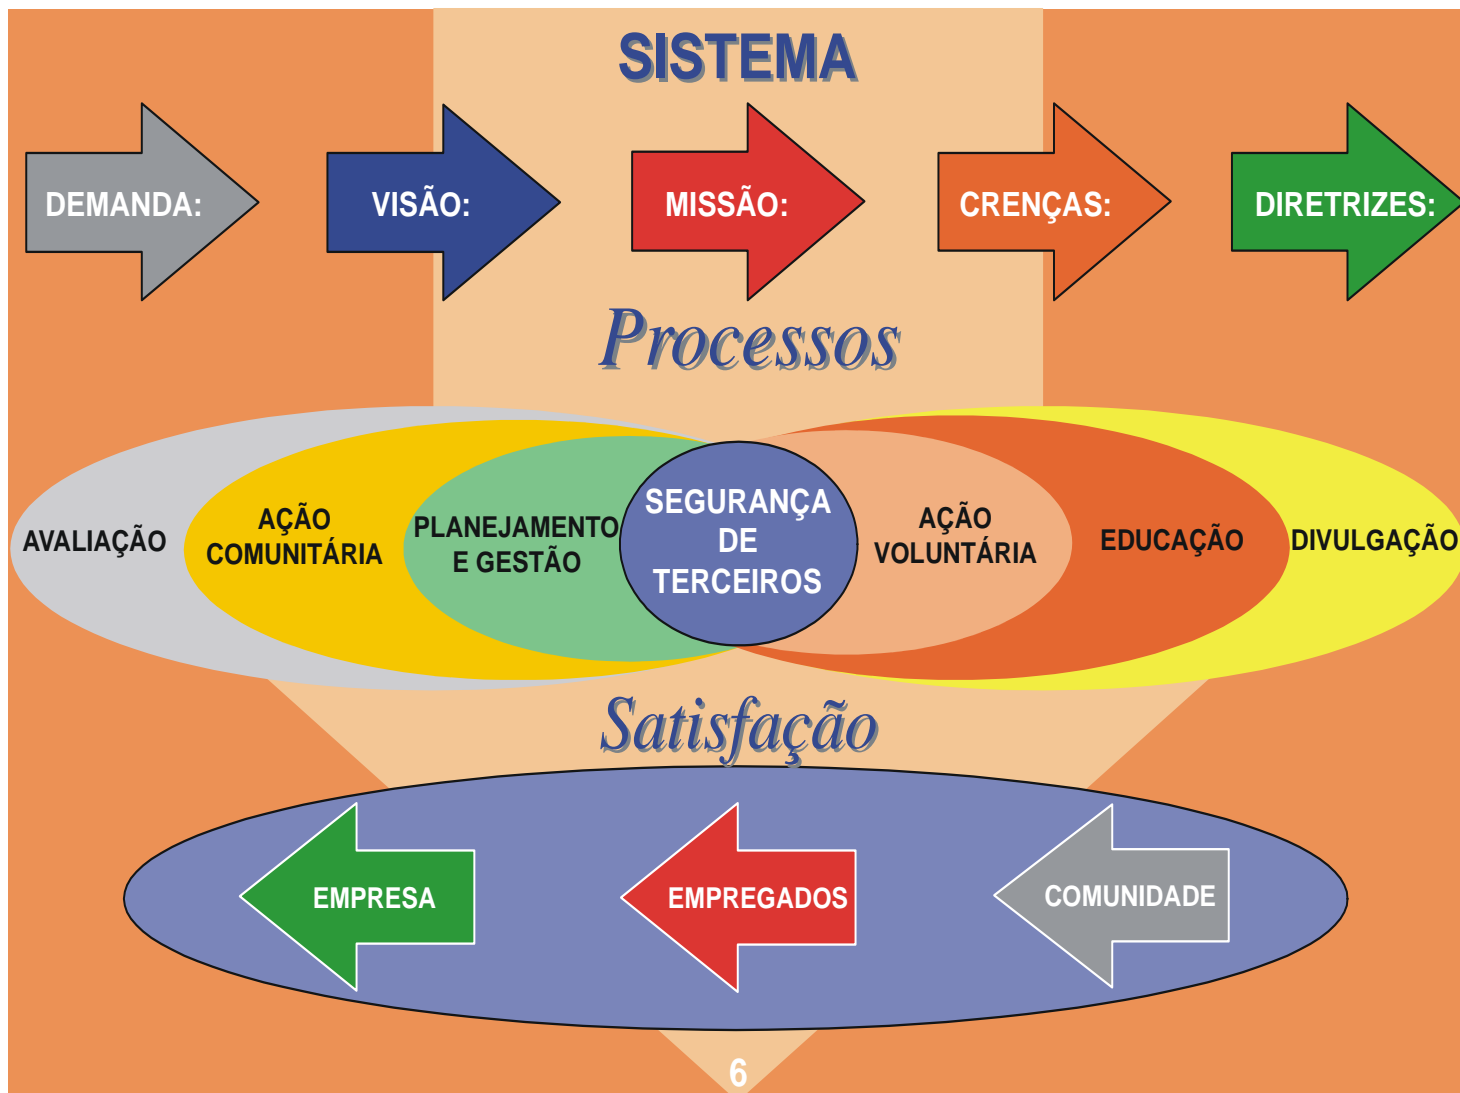 SISTEMA
DEMANDA:
VISÃO:
MISSÃO:
CRENÇAS:
DIRETRIZES:
Processos
AVALIAÇÃO
AÇÃO
COMUNITÁRIA
PLANEJAMENTO
E GESTÃO
SEGURANÇA
DE
TERCEIROS
AÇÃO
VOLUNTÁRIA
EDUCAÇÃO
DIVULGAÇÃO
Satisfação
EMPRESA
EMPREGADOS
COMUNIDADE
6